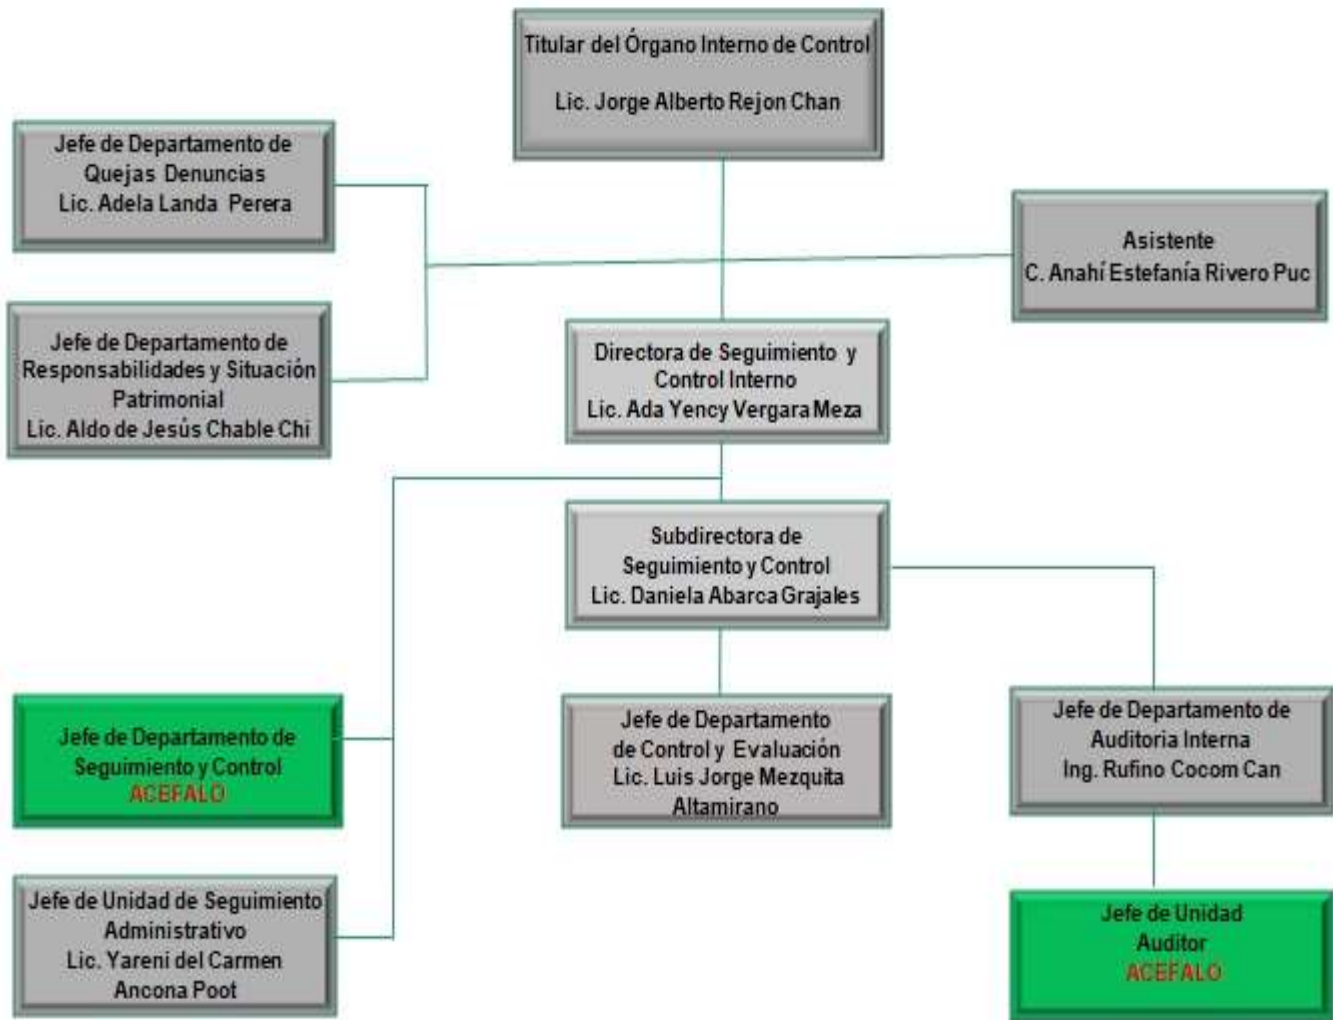 Titular del Órgano Interno de Control
Lic. Jorge Alberto Rejon Chan
Jefe de Departamento de
Quejas Denuncias
Lic. Adela Landa Perera
Asistente
C. Anahí Estefanía Rivero Puc
Jefe de Departamento de
Responsabilidades y Situación
Patrimonial
Lic. Aldo de Jesús Chable Chi
Directora de Seguimiento y
Control Interno
Lic. Ada Yency Vergara Meza
Subdirectora de
Seguimiento y Control
Lic. Daniela Abarca Grajales
Jefe de Departamento de
Seguimiento y Control
ACEFALO
Jefe de Departamento
de Control y Evaluación
Lic. Luis Jorge Mezquita
Altamirano
Jefe de Departamento de
Auditoria Interna
Ing. Rufino Cocom Can
Jefe de Unidad de Seguimiento
Administrativo
Lic. Yareni del Carmen
Ancona Poot
Jefe de Unidad
Auditor
ACEFALO